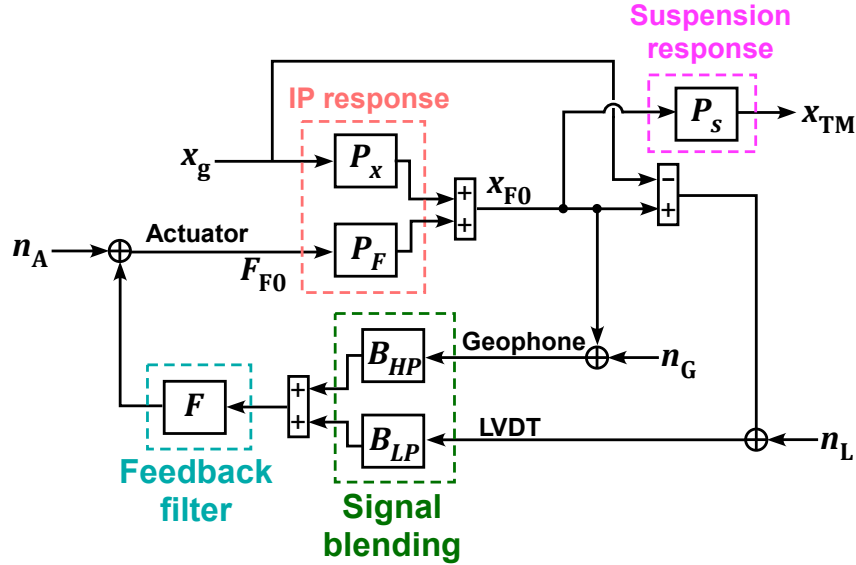 Suspension
response
IP response
x_g
P_x
P_s
x_TM
+
+
x_F0
-
+
n_A
Actuator
F_F0
P_F
Geophone
n_G
B_HP
F
+
+
B_LP
LVDT
n_L
Feedback
filter
Signal
blending